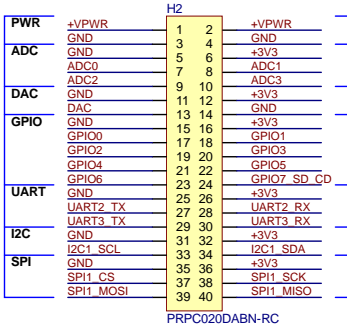 H2
PWR +VPWR 1 2 +VPWR
GND 3 4 GND
ADC GND 5 6 +3V3
ADC0 7 8 ADC1
ADC2 9 10 ADC3
DAC GND 11 12 +3V3
DAC 13 14 GND
GPIO GND 15 16 +3V3
GPIO0 17 18 GPIO1
GPIO2 19 20 GPIO3
GPIO4 21 22 GPIO5
GPIO6 23 24 GPIO7_SD_CD
UART GND 25 26 +3V3
UART2_TX 27 28 UART2_RX
UART3_TX 29 30 UART3_RX
I2C GND 31 32 +3V3
I2C1_SCL 33 34 I2C1_SDA
SPI GND 35 36 +3V3
SPI1_CS 37 38 SPI1_SCK
SPI1_MOSI 39 40 SPI1_MISO
PRPC020DABN-RC